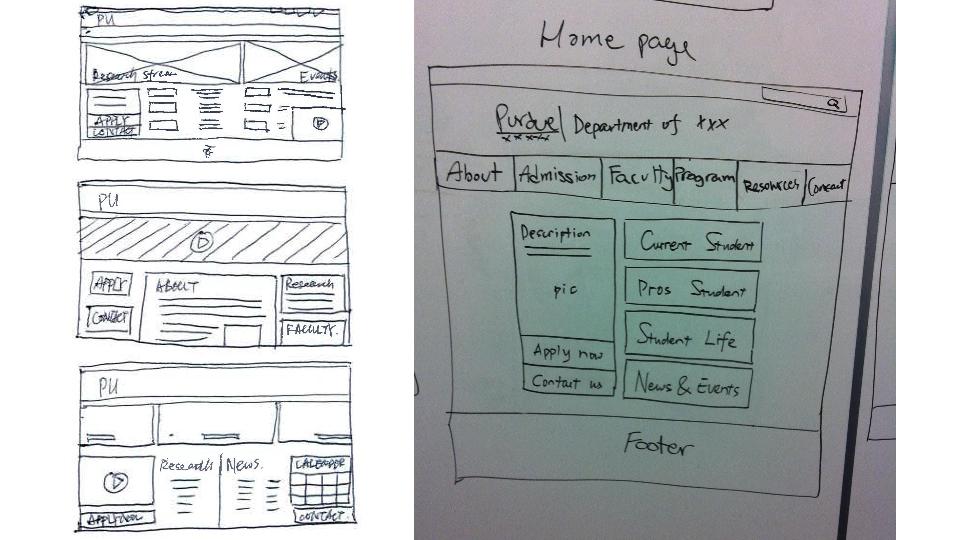 PU
Research stream
Events
APPLY
CONTACT
PU
APPLY
CONTACT
ABOUT
Research
FACULTY.
PU
Research
News.
CALENDAR
APPLY NOW
CONTACT.
Home page
Purdue Department of xxx
xxxxx
About Admission Faculty Program Resources Contact
Description
pic
Apply now
Contact us
Current Student
Pros Student
Student Life
News & Events
Footer